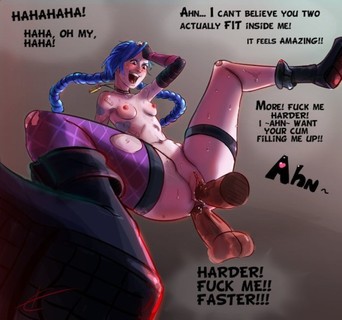 HAHAHAHA!
HAHA, OH MY,
HAHA!
AHN... I CAN'T BELIEVE YOU TWO
ACTUALLY FIT INSIDE ME!
IT FEELS AMAZING!!
MORE! FUCK ME
HARDER!
I ~AHN~ WANT
YOUR CUM
FILLING ME UP!!
AHN~
HARDER!
FUCK ME!!
FASTER!!!